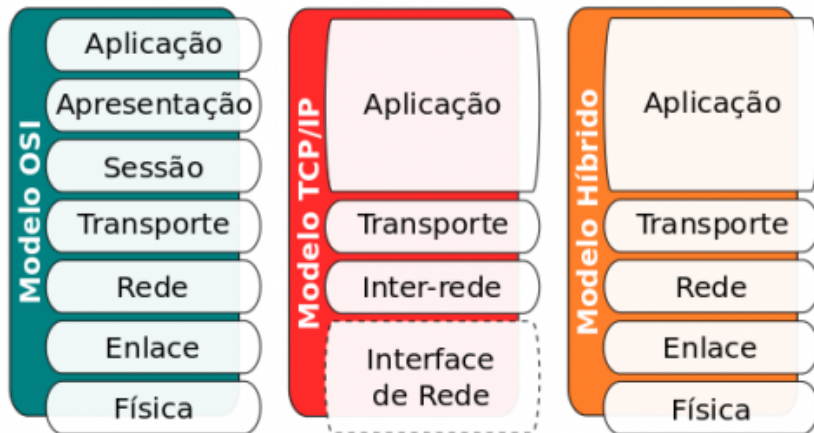 Modelo OSI
Aplicação
Apresentação
Sessão
Transporte
Rede
Enlace
Física
Modelo TCP/IP
Aplicação
Transporte
Inter-rede
Interface
de Rede
Modelo Híbrido
Aplicação
Transporte
Rede
Enlace
Física